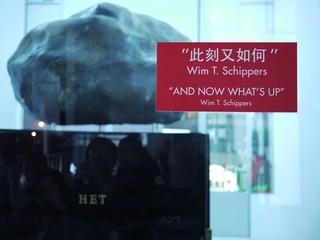 "此刻又如何"
Wim T. Schippers
"AND NOW WHAT'S UP"
Wim T. Schippers
HET